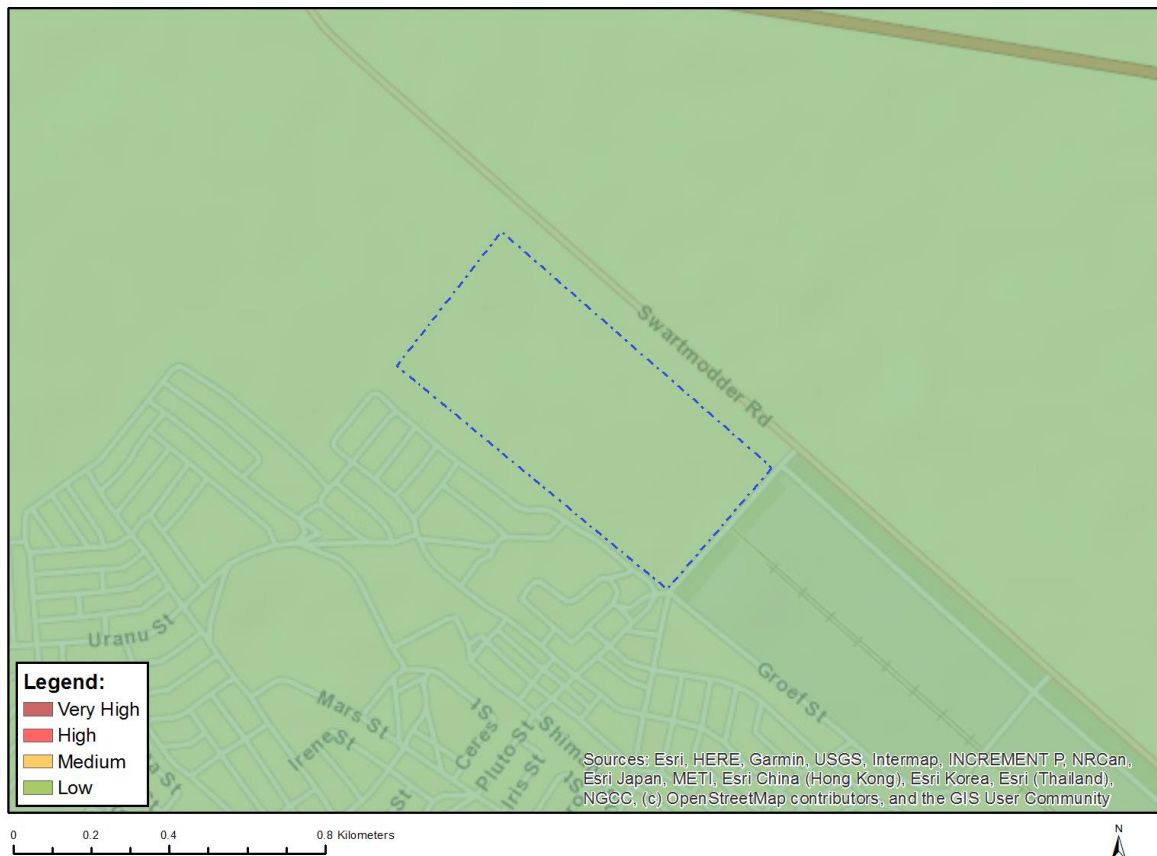 Swartmodder Rd
Uranu St
Mars St
Irene St
Ceres St
Pluto St
Iris St
St
Groef St
St
Legend:
Very High
High
Medium
Low
Sources: Esri, HERE, Garmin, USGS, Intermap, INCREMENT P, NRCan,
Esri Japan, METI, Esri China (Hong Kong), Esri Korea, Esri (Thailand),
NGCC, (c) OpenStreetMap contributors, and the GIS User Community
0 0.2 0.4 0.8 Kilometers
N